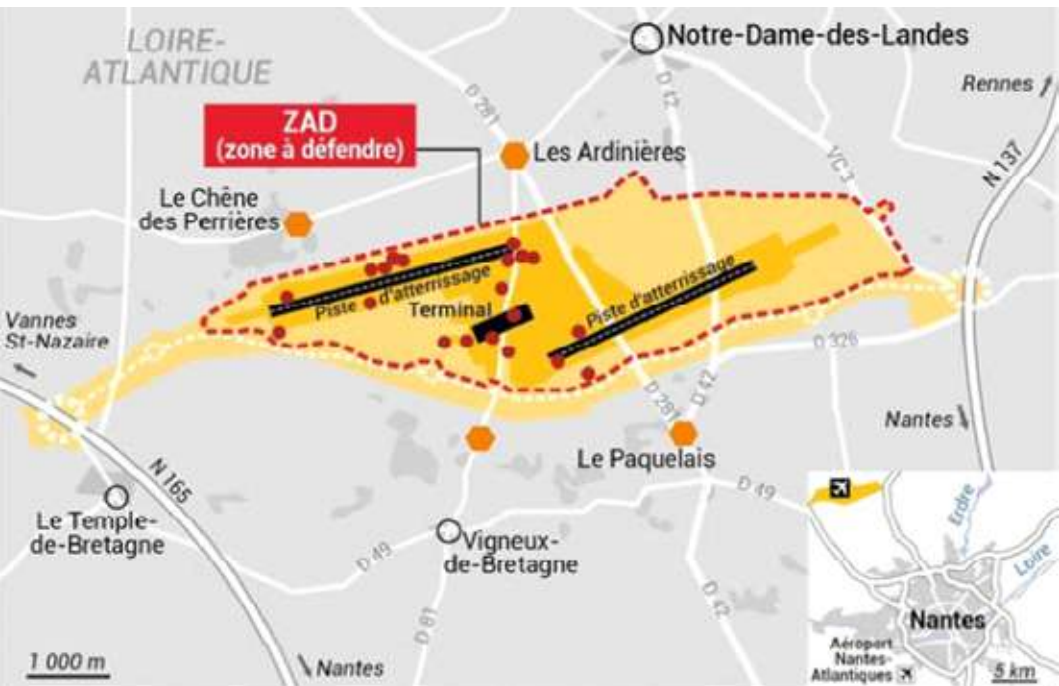 LOIRE-
ATLANTIQUE
Notre-Dame-des-Landes
Rennes
ZAD
(zone à défendre)
D 281
D 42
Les Ardinières
VC 3
N 137
Le Chêne
des Perrières
Piste d'atterrissage
Terminal
Piste d'atterrissage
Vannes
St-Nazaire
D 326
D 281
D 42
Nantes
Le Paquelais
N 165
D 49
Le Temple-
de-Bretagne
Vigneux-
de-Bretagne
D 49
D 81
D 42
Erdre
Loire
Nantes
Aéroport
Nantes-
Atlantiques
5 km
1 000 m
Nantes